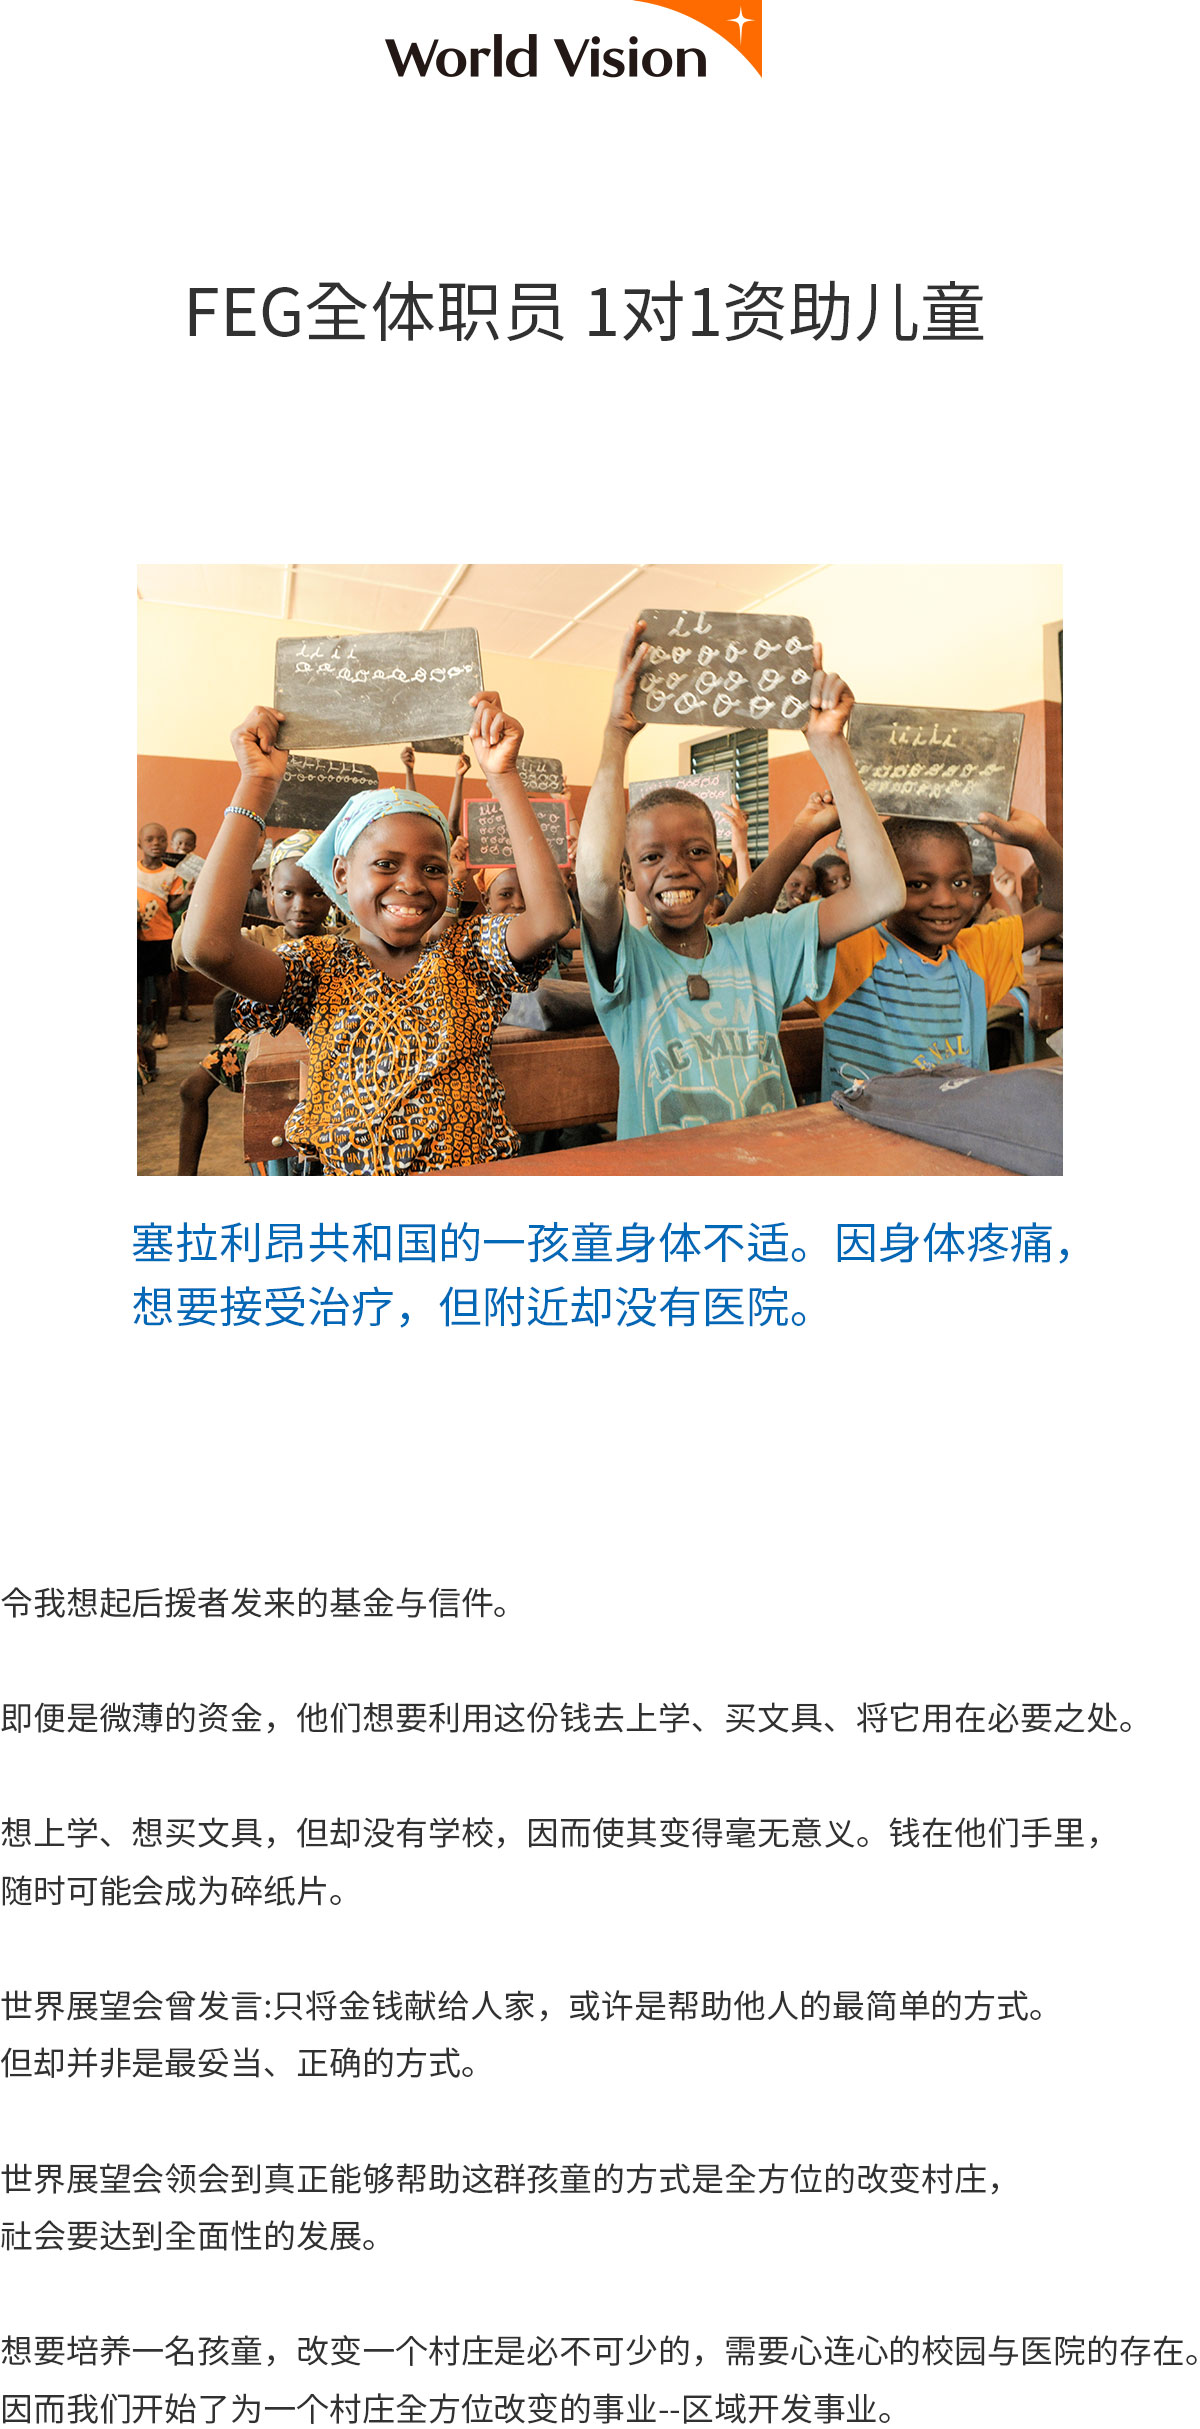 World Vision
FEG全体职员 1对1资助儿童
ACM
AC MILA
塞拉利昂共和国的一孩童身体不适。因身体疼痛，
想要接受治疗，但附近却没有医院。
令我想起后援者发来的基金与信件。
即便是微薄的资金，他们想要利用这份钱去上学、买文具、将它用在必要之处。
想上学、想买文具，但却没有学校，因而使其变得毫无意义。钱在他们手里，
随时可能会成为碎纸片。
世界展望会曾发言:只将金钱献给人家，或许是帮助他人的最简单的方式。
但却并非是最妥当、正确的方式。
世界展望会领会到真正能够帮助这群孩童的方式是全方位的改变村庄，
社会要达到全面性的发展。
想要培养一名孩童，改变一个村庄是必不可少的，需要心连心的校园与医院的存在。
因而我们开始了为一个村庄全方位改变的事业--区域开发事业。